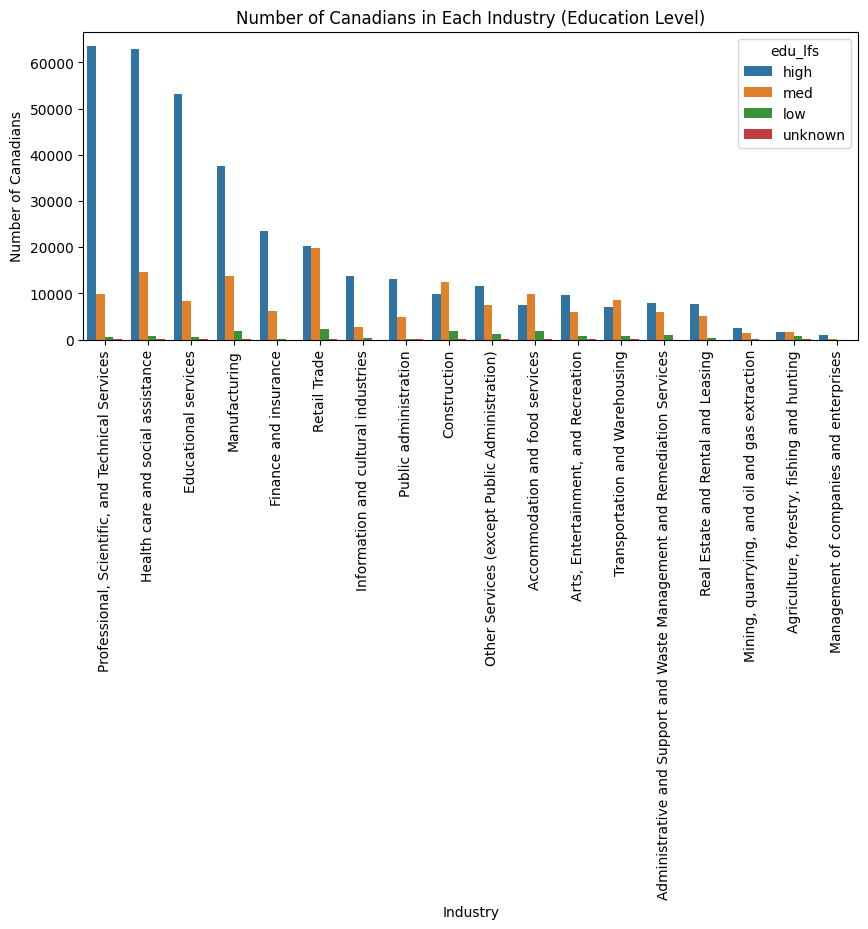 Number of Canadians in Each Industry (Education Level)
edu_lfs
high
med
low
unknown
Number of Canadians
60000
50000
40000
30000
20000
10000
0
Professional, Scientific, and Technical Services
Health care and social assistance
Educational services
Manufacturing
Finance and insurance
Retail Trade
Information and cultural industries
Public administration
Construction
Other Services (except Public Administration)
Accommodation and food services
Arts, Entertainment, and Recreation
Transportation and Warehousing
Administrative and Support and Waste Management and Remediation Services
Real Estate and Rental and Leasing
Mining, quarrying, and oil and gas extraction
Agriculture, forestry, fishing and hunting
Management of companies and enterprises
Industry